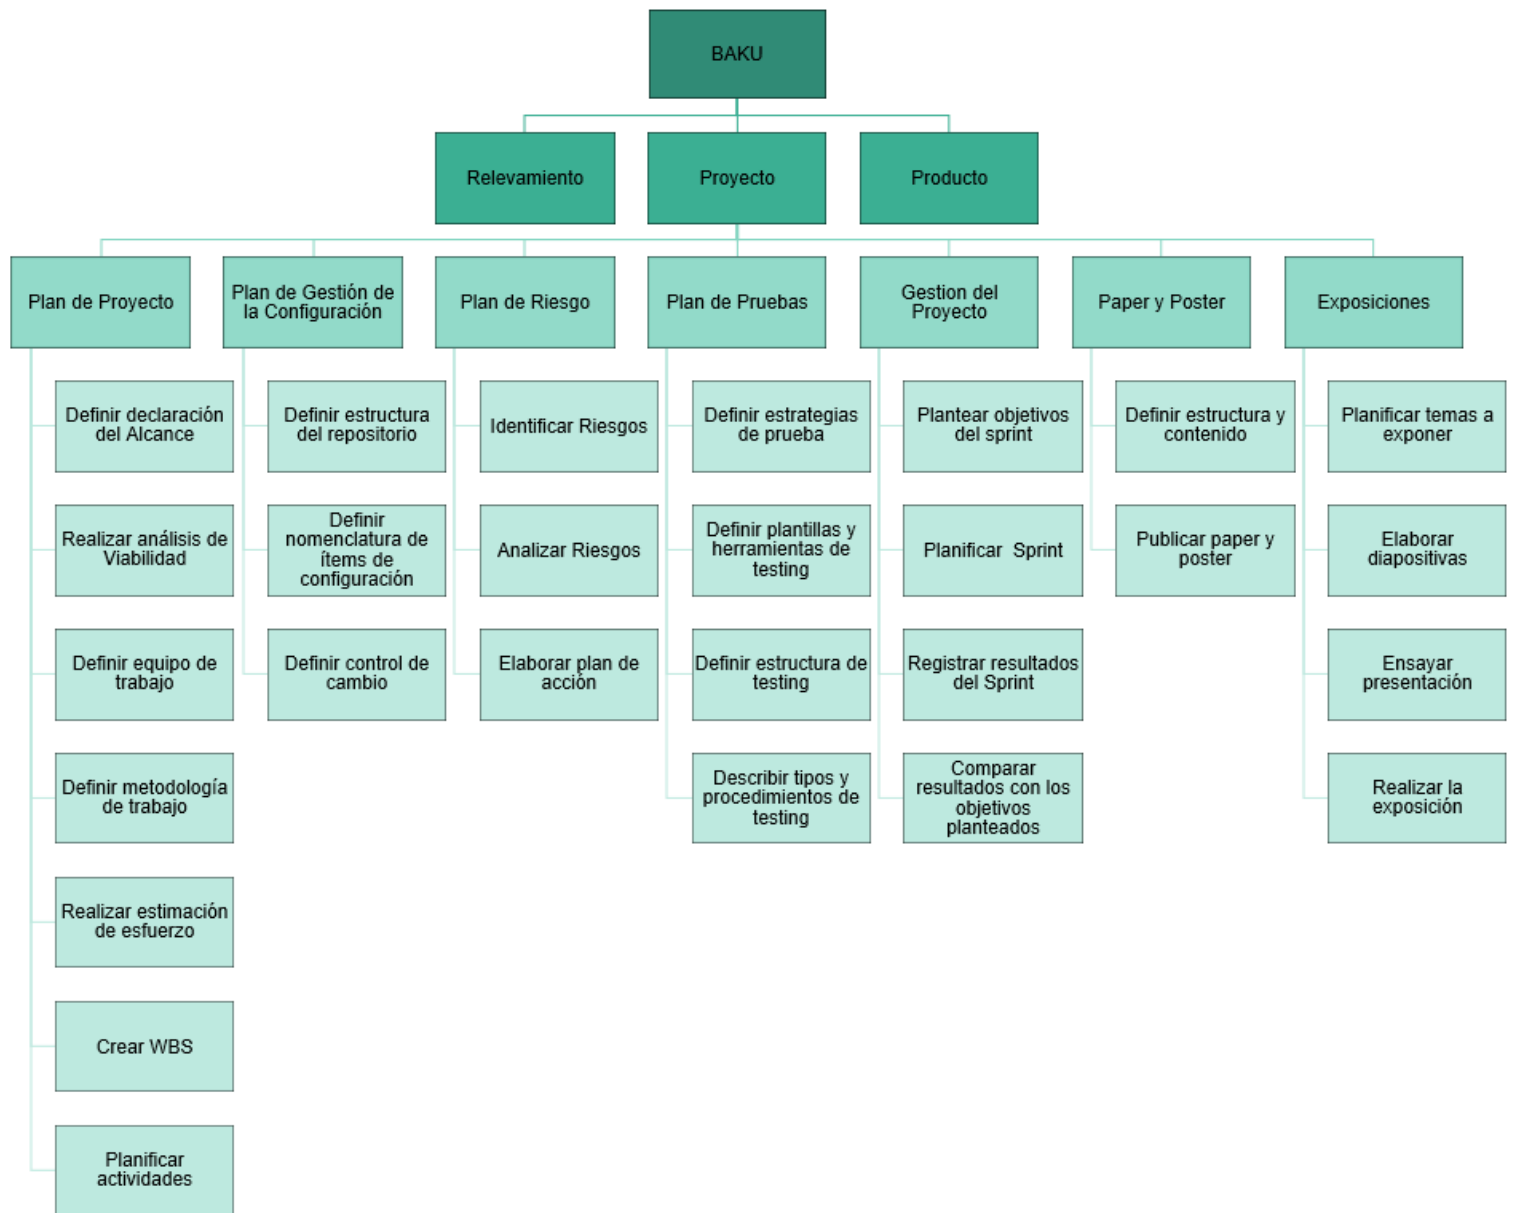 BAKU
Relevamiento
Proyecto
Producto
Plan de Proyecto
Plan de Gestión de
la Configuración
Plan de Riesgo
Plan de Pruebas
Gestion del
Proyecto
Paper y Poster
Exposiciones
Definir declaración
del Alcance
Realizar análisis de
Viabilidad
Definir equipo de
trabajo
Definir metodología
de trabajo
Realizar estimación
de esfuerzo
Crear WBS
Planificar
actividades
Definir estructura
del repositorio
Definir
nomenclatura de
ítems de
configuración
Definir control de
cambio
Identificar Riesgos
Analizar Riesgos
Elaborar plan de
acción
Definir estrategias
de prueba
Definir plantillas y
herramientas de
testing
Definir estructura de
testing
Describir tipos y
procedimientos de
testing
Plantear objetivos
del sprint
Planificar  Sprint
Registrar resultados
del Sprint
Comparar
resultados con los
objetivos
planteados
Definir estructura y
contenido
Publicar paper y
poster
Planificar temas a
exponer
Elaborar
diapositivas
Ensayar
presentación
Realizar la
exposición